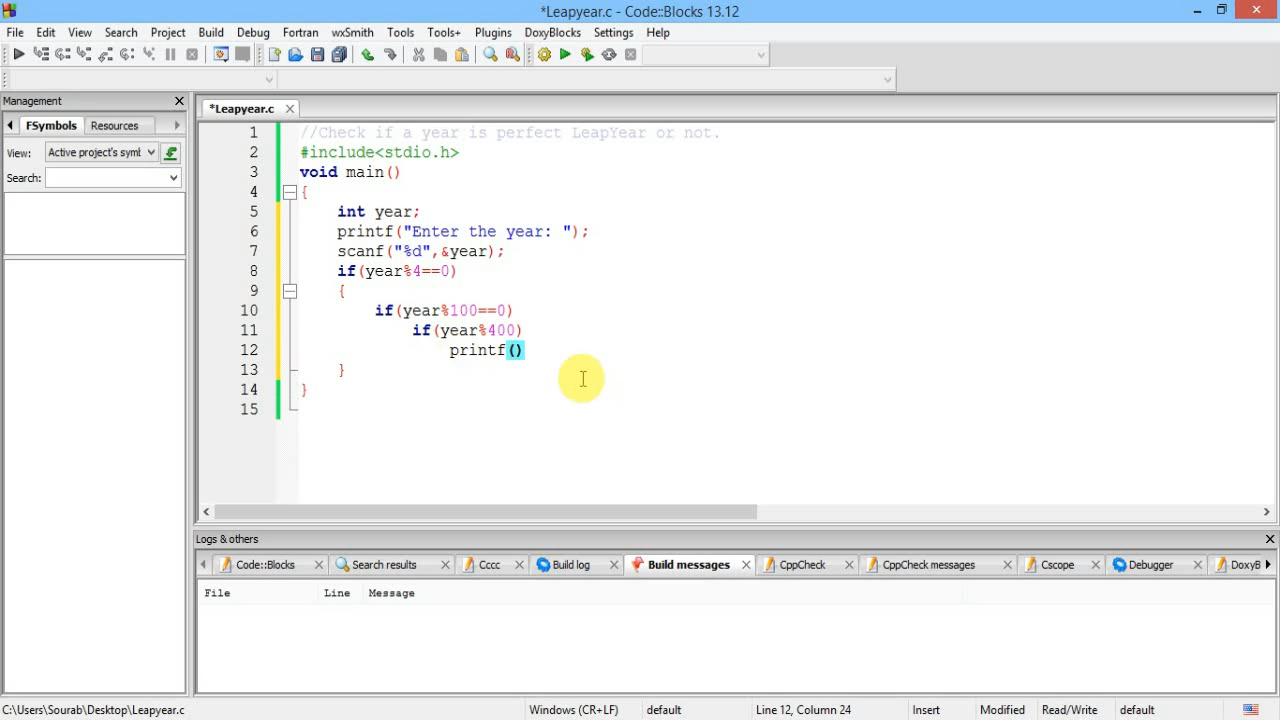 *Leapyear.c - Code::Blocks 13.12
File Edit View Search Project Build Debug Fortran wxSmith Tools Tools+ Plugins DoxyBlocks Settings Help
Management
*Leapyear.c
FSymbols Resources
View: Active project's symb
Search:
1 //Check if a year is perfect LeapYear or not.
2 #include<stdio.h>
3 void main()
4 {
5 int year;
6 printf("Enter the year: ");
7 scanf("%d",&year);
8 if(year%4==0)
9 {
10 if(year%100==0)
11 if(year%400)
12 printf()
13 }
14 }
15
Logs & others
Code::Blocks Search results Cccc Build log Build messages CppCheck CppCheck messages Cscope Debugger DoxyB
File Line Message
C:\Users\Sourab\Desktop\Leapyear.c Windows (CR+LF) default Line 12, Column 24 Insert Modified Read/Write default